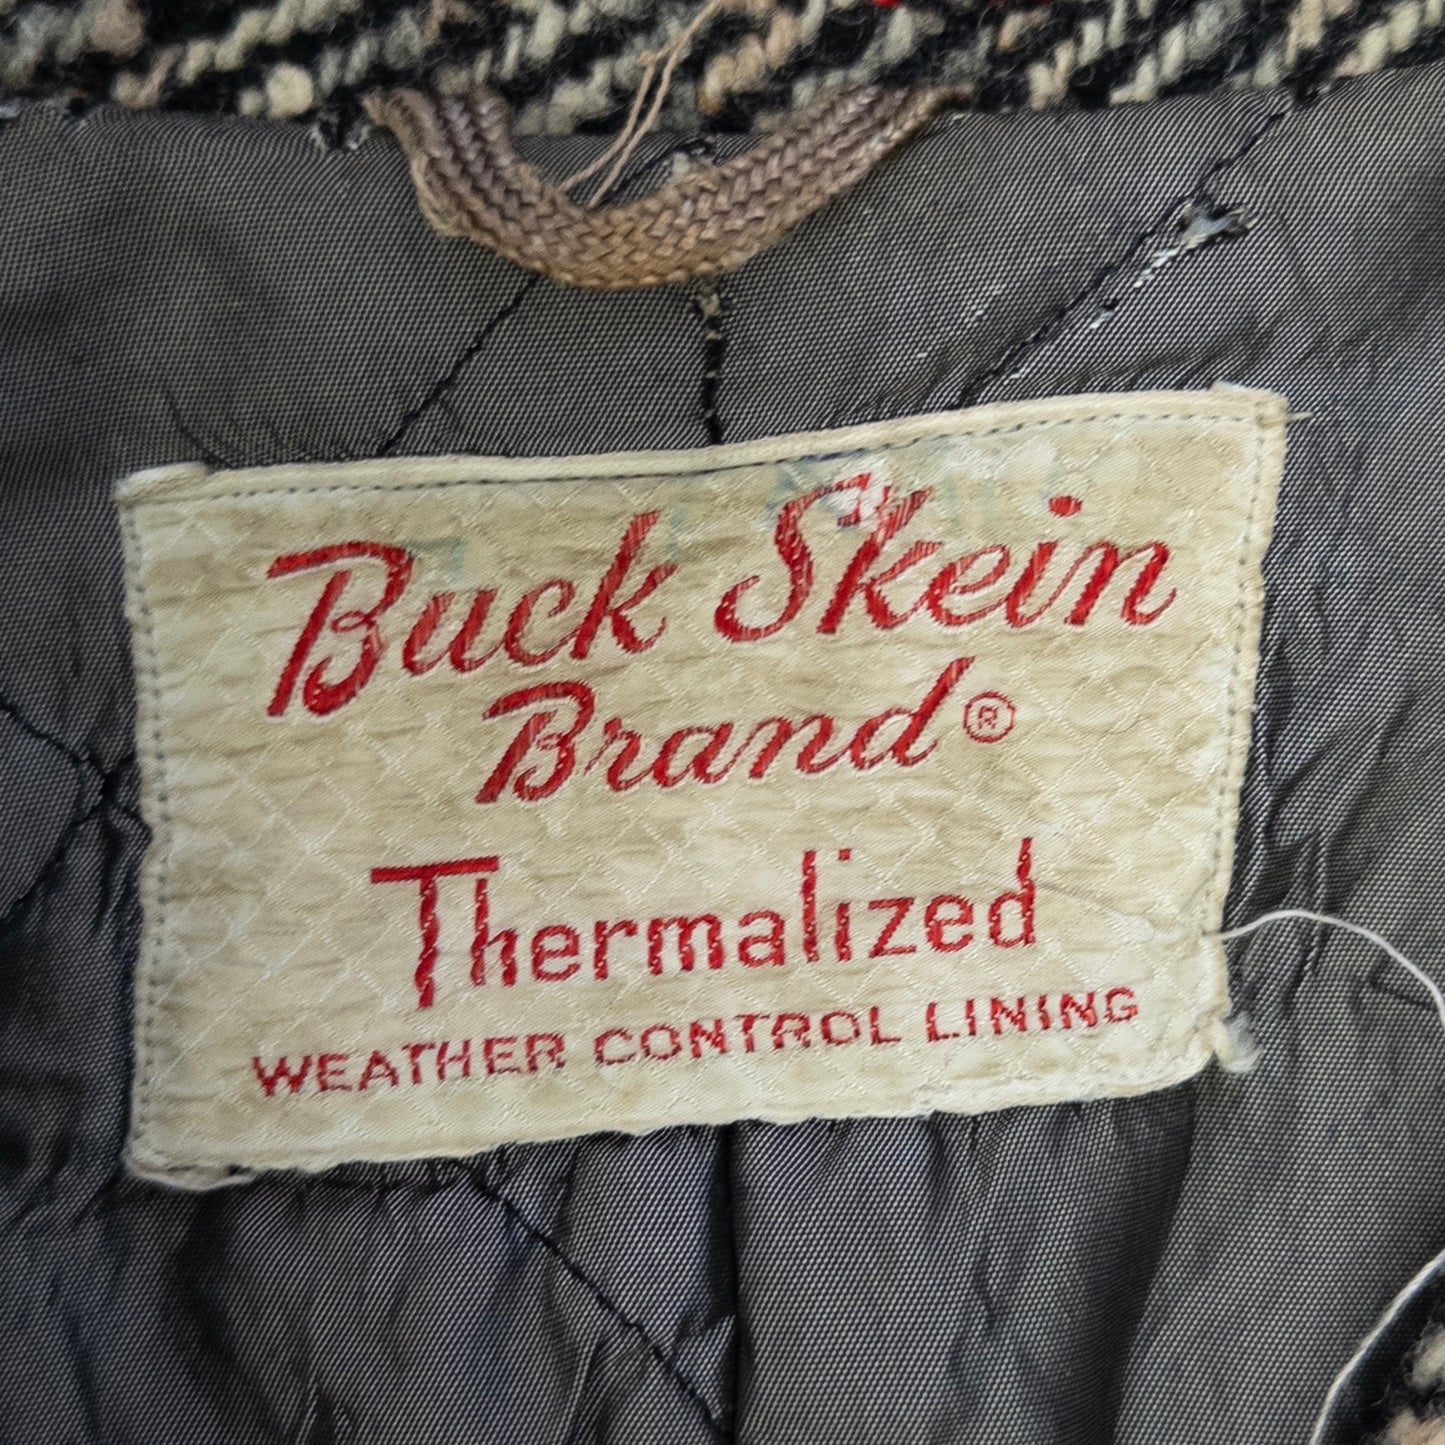 Buck Skein
Brand®
Thermalized
WEATHER CONTROL LINING